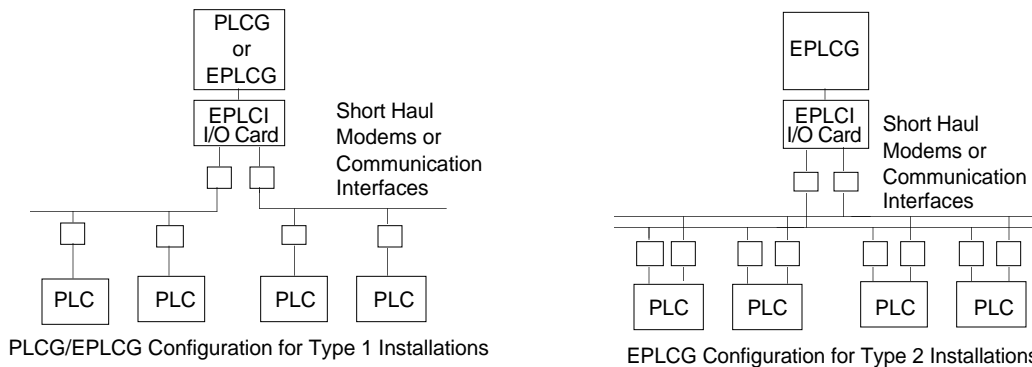 PLCG
or
EPLCG
EPLCI
I/O Card
Short Haul
Modems or
Communication
Interfaces
PLC
PLC
PLC
PLC
PLCG/EPLCG Configuration for Type 1 Installations
EPLCG
EPLCI
I/O Card
Short Haul
Modems or
Communication
Interfaces
PLC
PLC
PLC
PLC
EPLCG Configuration for Type 2 Installations